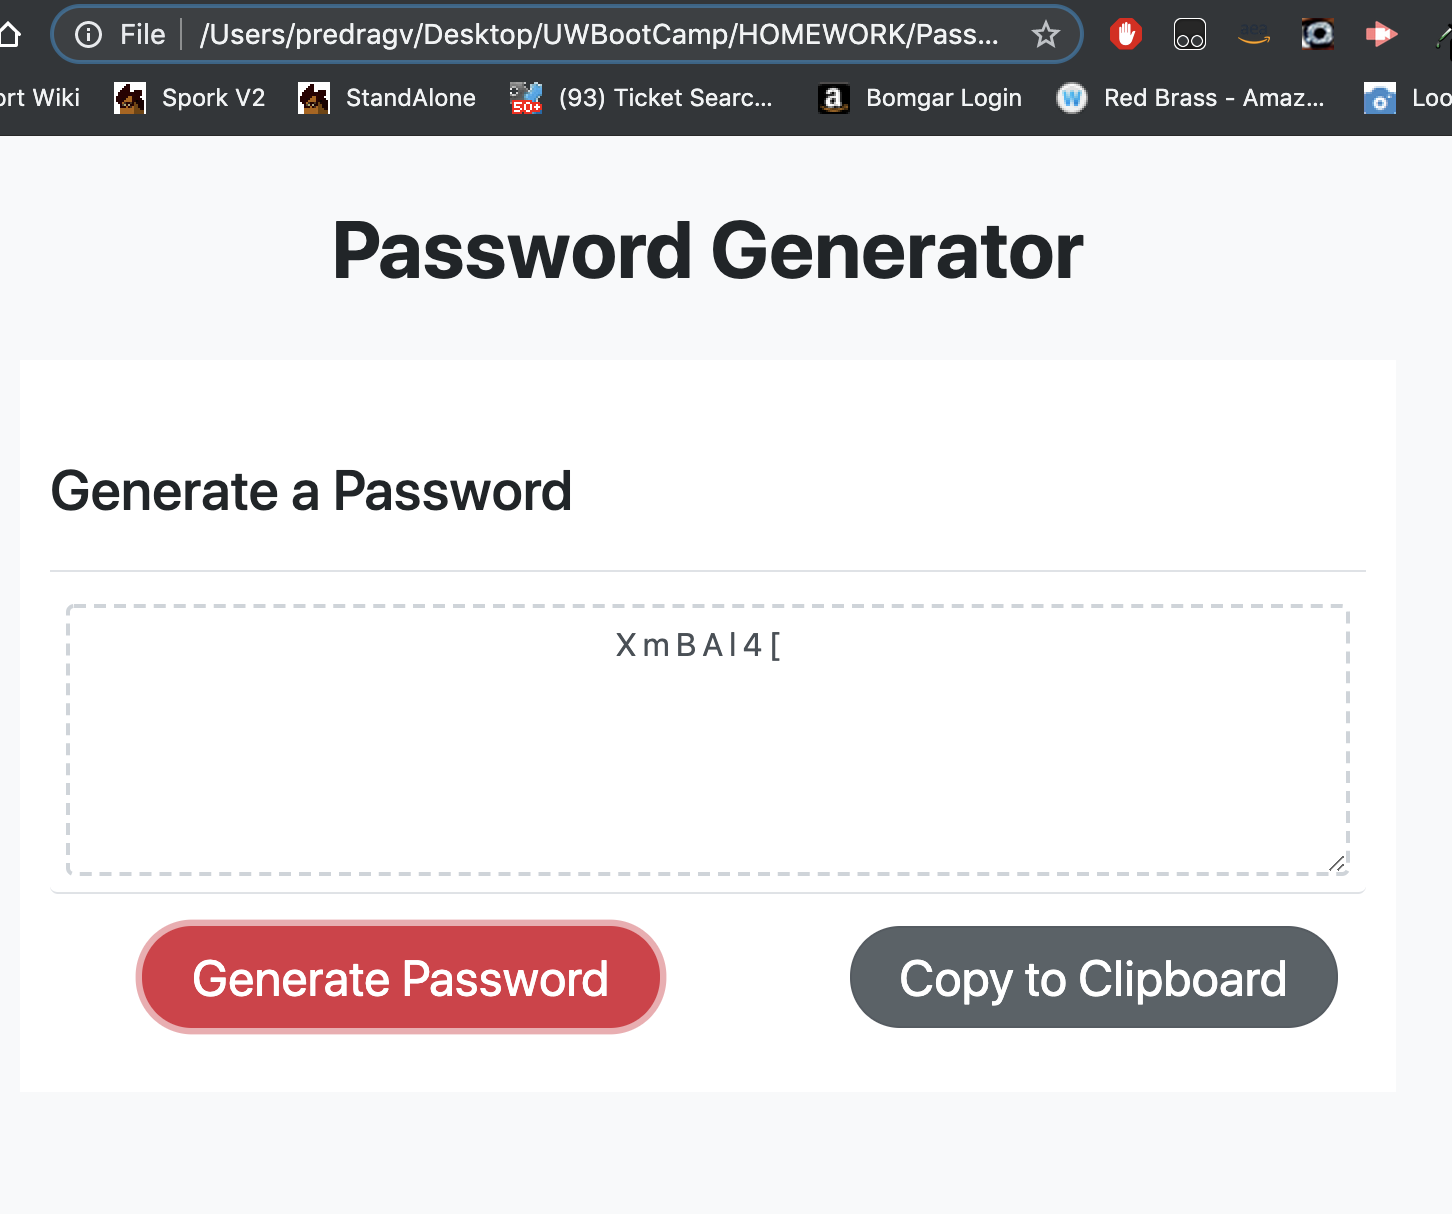 File /Users/predragv/Desktop/UWBootCamp/HOMEWORK/Pass...
ort Wiki Spork V2 StandAlone 50+ (93) Ticket Searc... a Bomgar Login W Red Brass - Amaz... Loo
Password Generator
Generate a Password
XmBAl4[
Generate Password Copy to Clipboard